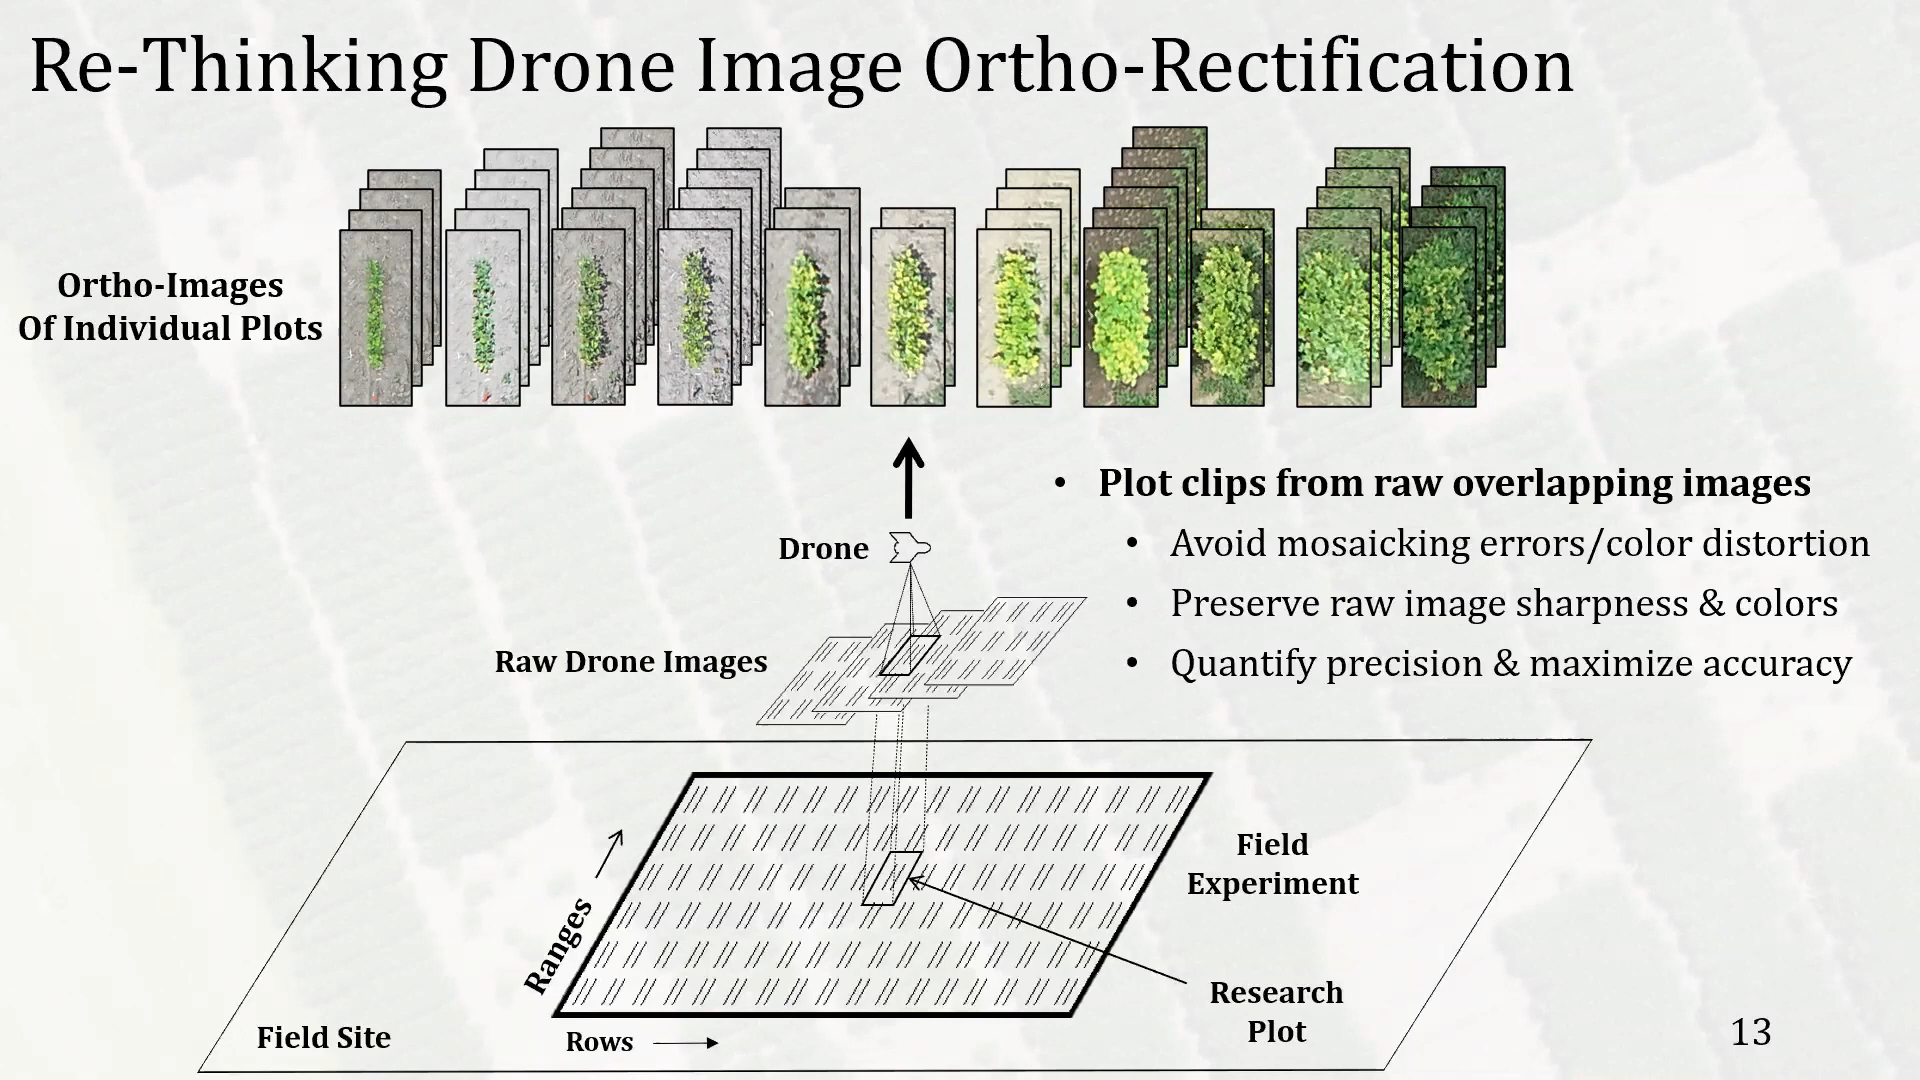 Re-Thinking Drone Image Ortho-Rectification
Ortho-Images
Of Individual Plots
• Plot clips from raw overlapping images
• Avoid mosaicking errors/color distortion
• Preserve raw image sharpness & colors
• Quantify precision & maximize accuracy
Drone
Raw Drone Images
Field
Experiment
Ranges
Research
Plot
Field Site
Rows
13